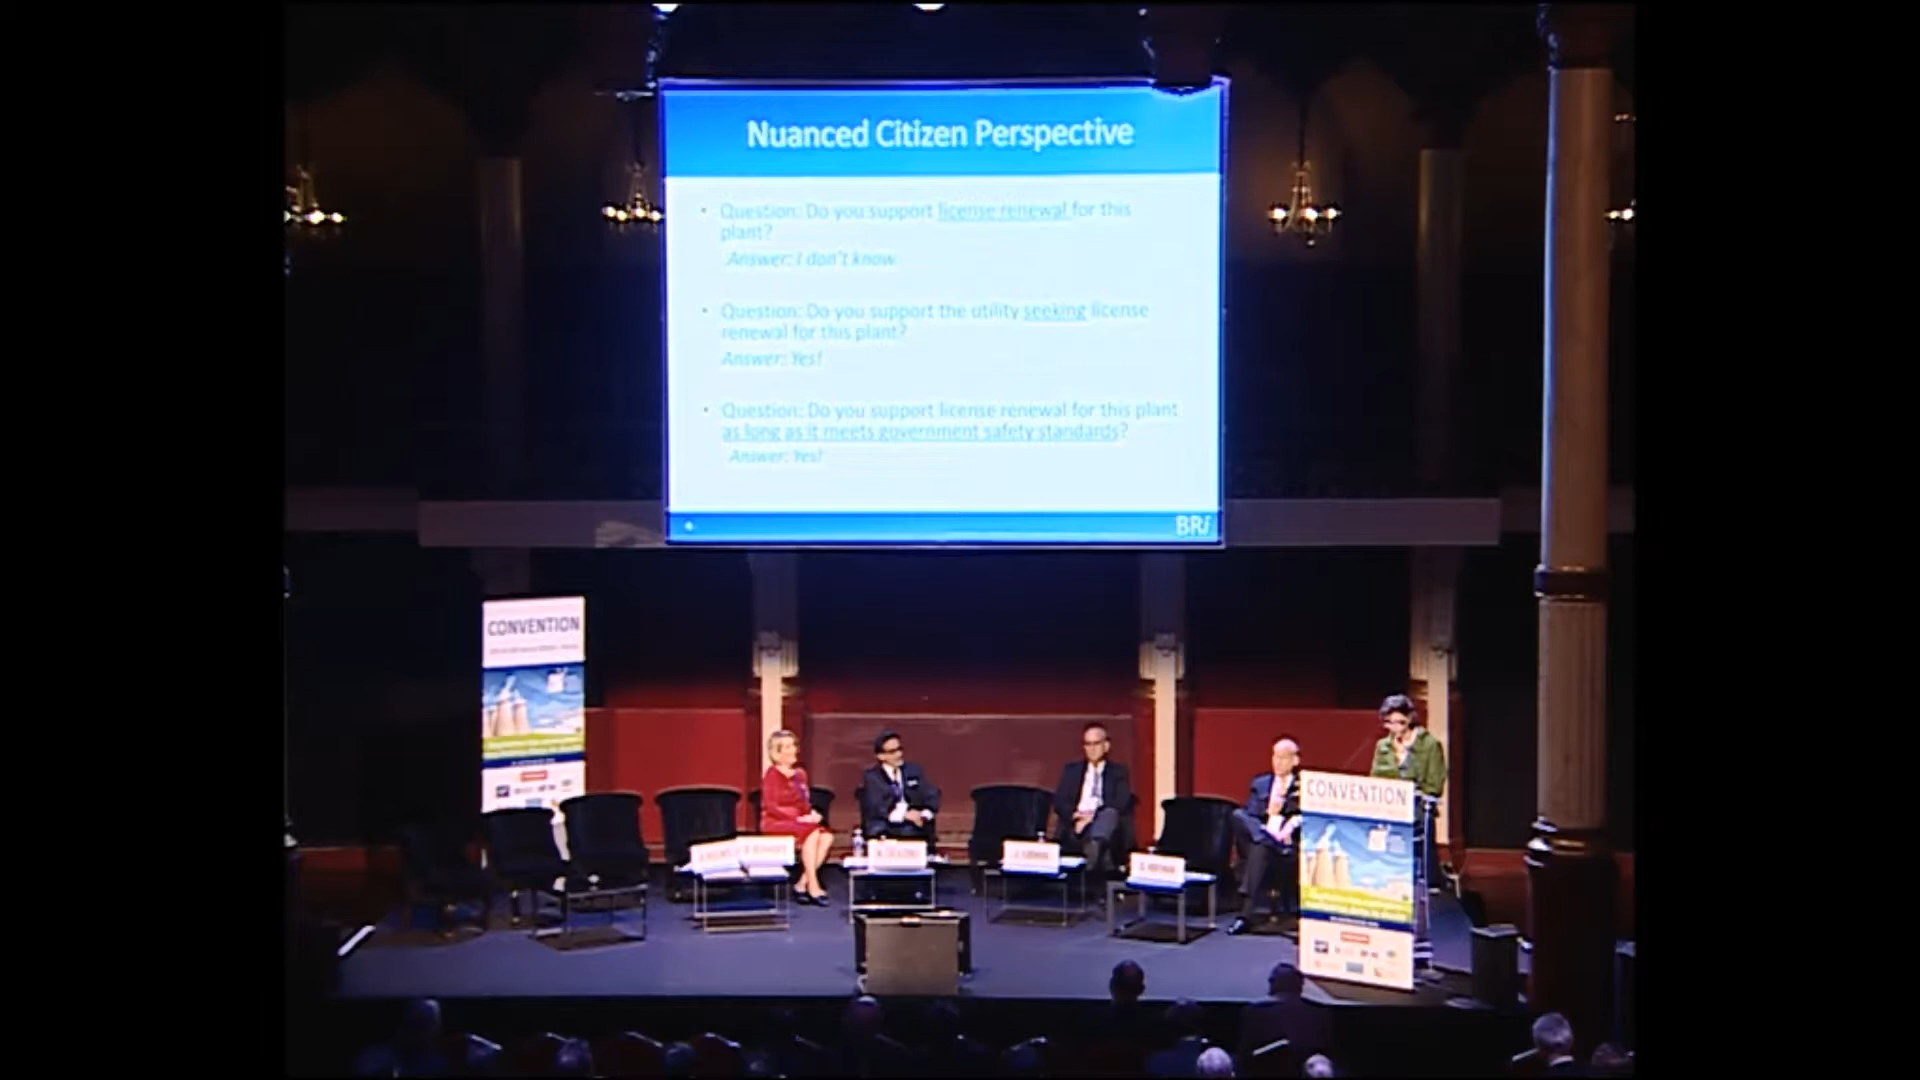 Nuanced Citizen Perspective
• Question: Do you support license renewal for this
plant?
Answer: I don't know
• Question: Do you support the utility seeking license
renewal for this plant?
Answer: Yes!
• Question: Do you support license renewal for this plant
as long as it meets government safety standards?
Answer: Yes!
BRi
CONVENTION
CONVENTION